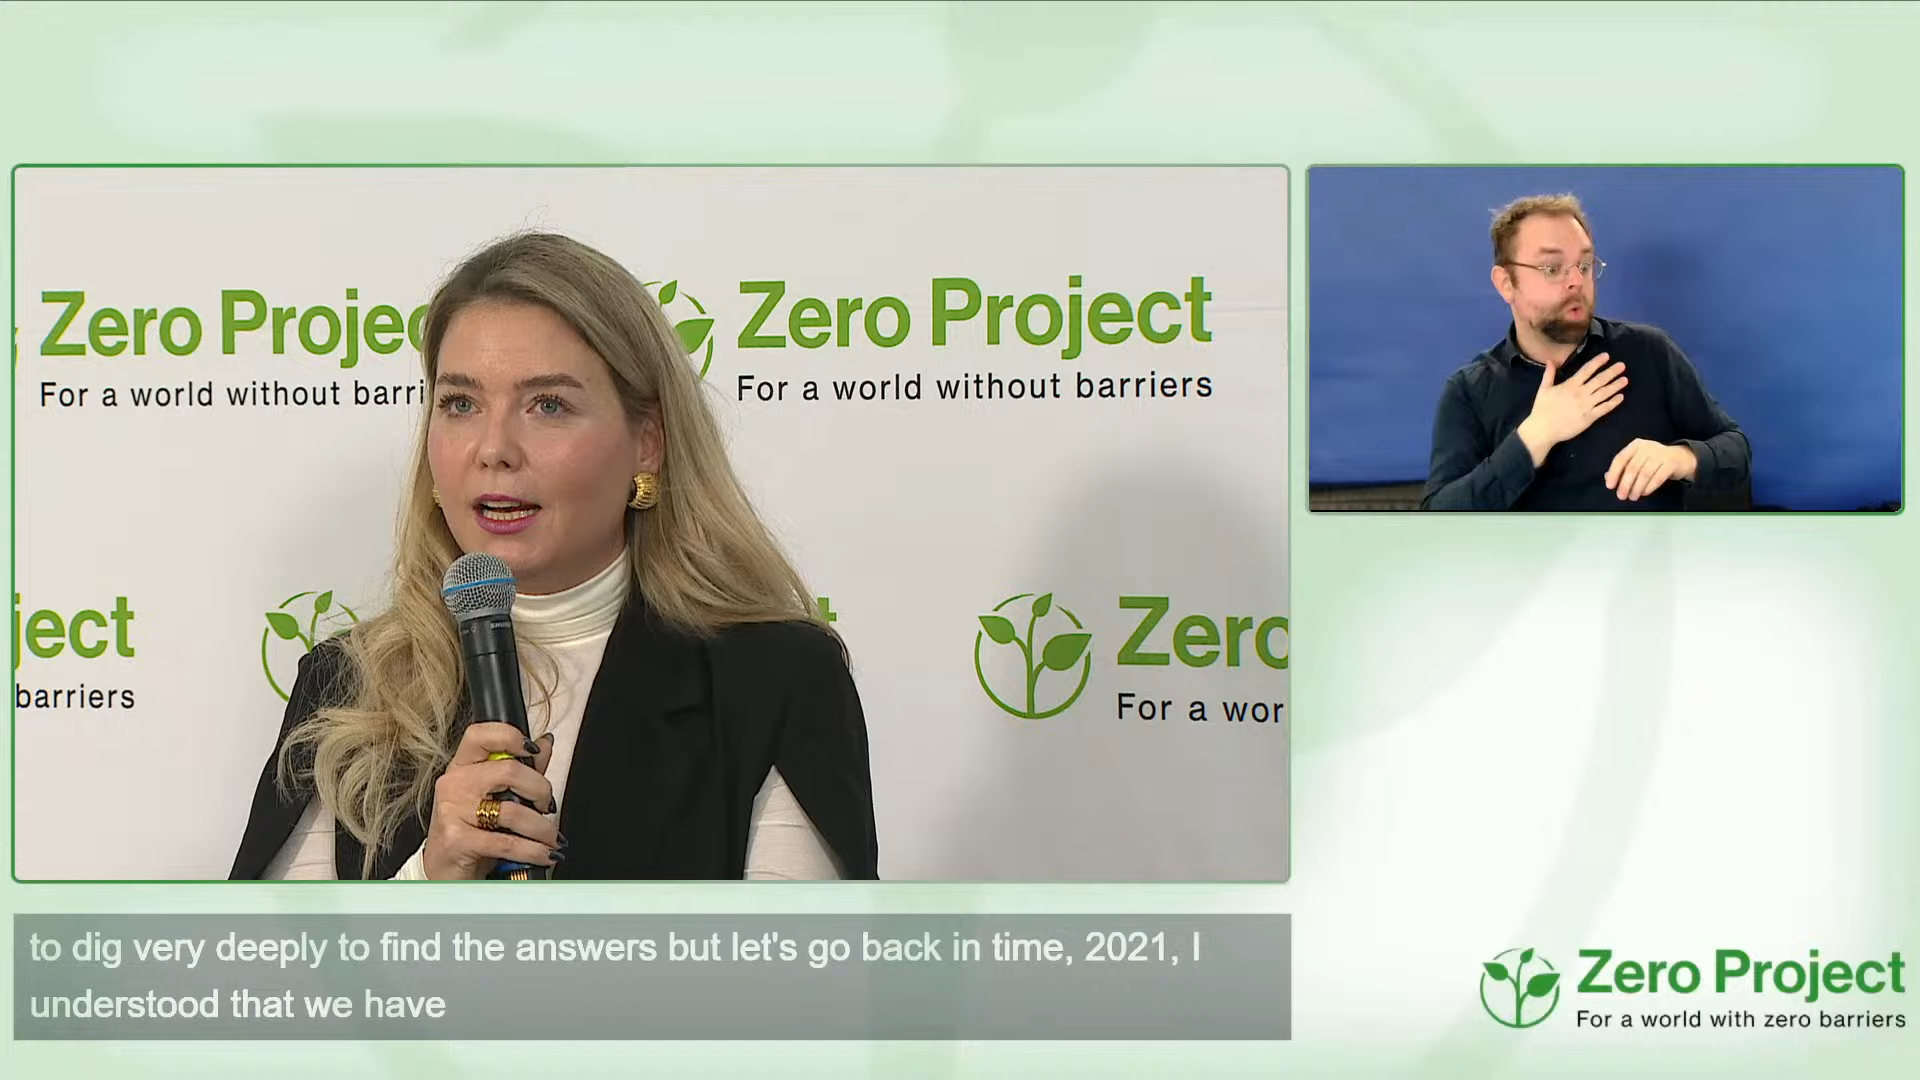 Zero Projec
For a world without barri
Zero Project
For a world without barriers
ject
barriers
Zero
For a wor
to dig very deeply to find the answers but let's go back in time, 2021, I
understood that we have
Zero Project
For a world with zero barriers